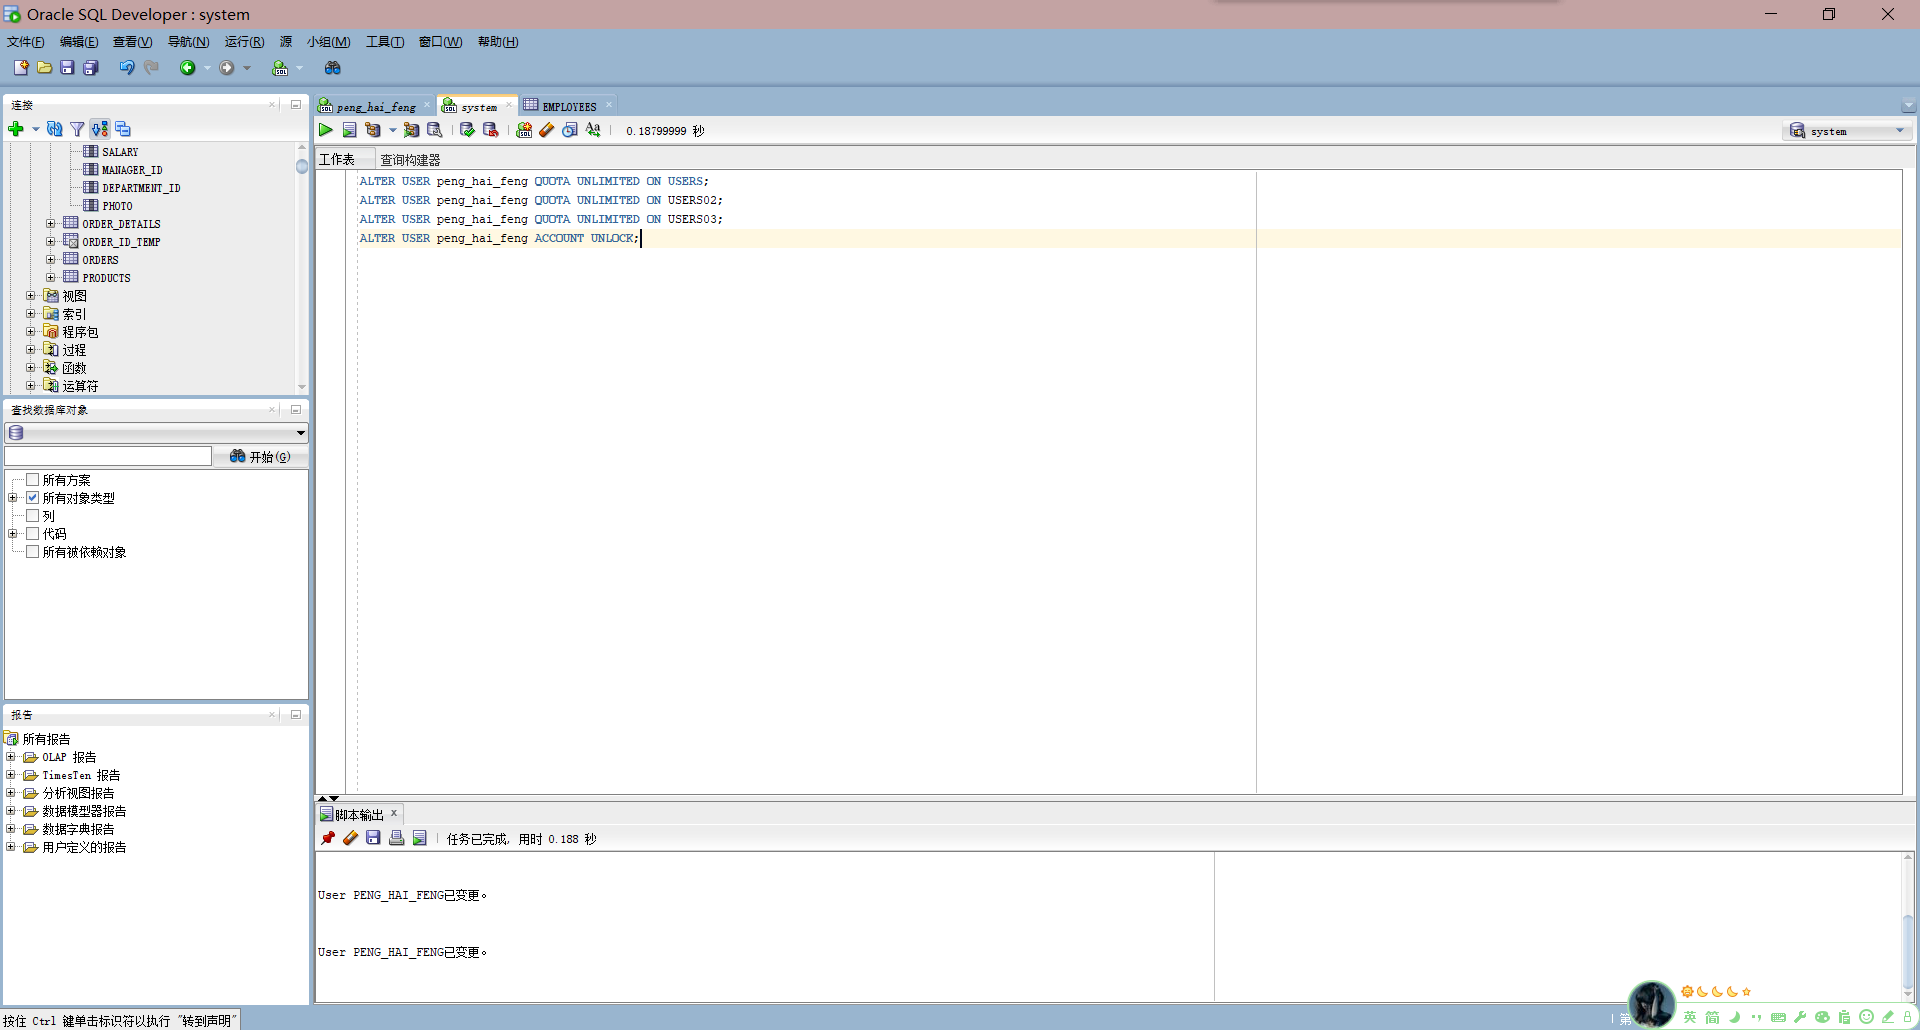 Oracle SQL Developer : system
文件(F) 编辑(E) 查看(V) 导航(N) 运行(R) 源 小组(M) 工具(T) 窗口(W) 帮助(H)
连接
SALARY
MANAGER_ID
DEPARTMENT_ID
PHOTO
ORDER_DETAILS
ORDER_ID_TEMP
ORDERS
PRODUCTS
视图
索引
程序包
过程
函数
运算符
查找数据库对象
开始(G)
所有方案
所有对象类型
列
代码
所有被依赖对象
报告
所有报告
OLAP 报告
TimesTen 报告
分析视图报告
数据模型器报告
数据字典报告
用户定义的报告
peng_hai_feng system EMPLOYEES
0.18799999 秒
system
工作表 查询构建器
ALTER USER peng_hai_feng QUOTA UNLIMITED ON USERS;
ALTER USER peng_hai_feng QUOTA UNLIMITED ON USERS02;
ALTER USER peng_hai_feng QUOTA UNLIMITED ON USERS03;
ALTER USER peng_hai_feng ACCOUNT UNLOCK;
脚本输出
任务已完成, 用时 0.188 秒
User PENG_HAI_FENG已变更。
User PENG_HAI_FENG已变更。
按住 Ctrl 键单击标识符以执行 "转到声明"
第
英 简